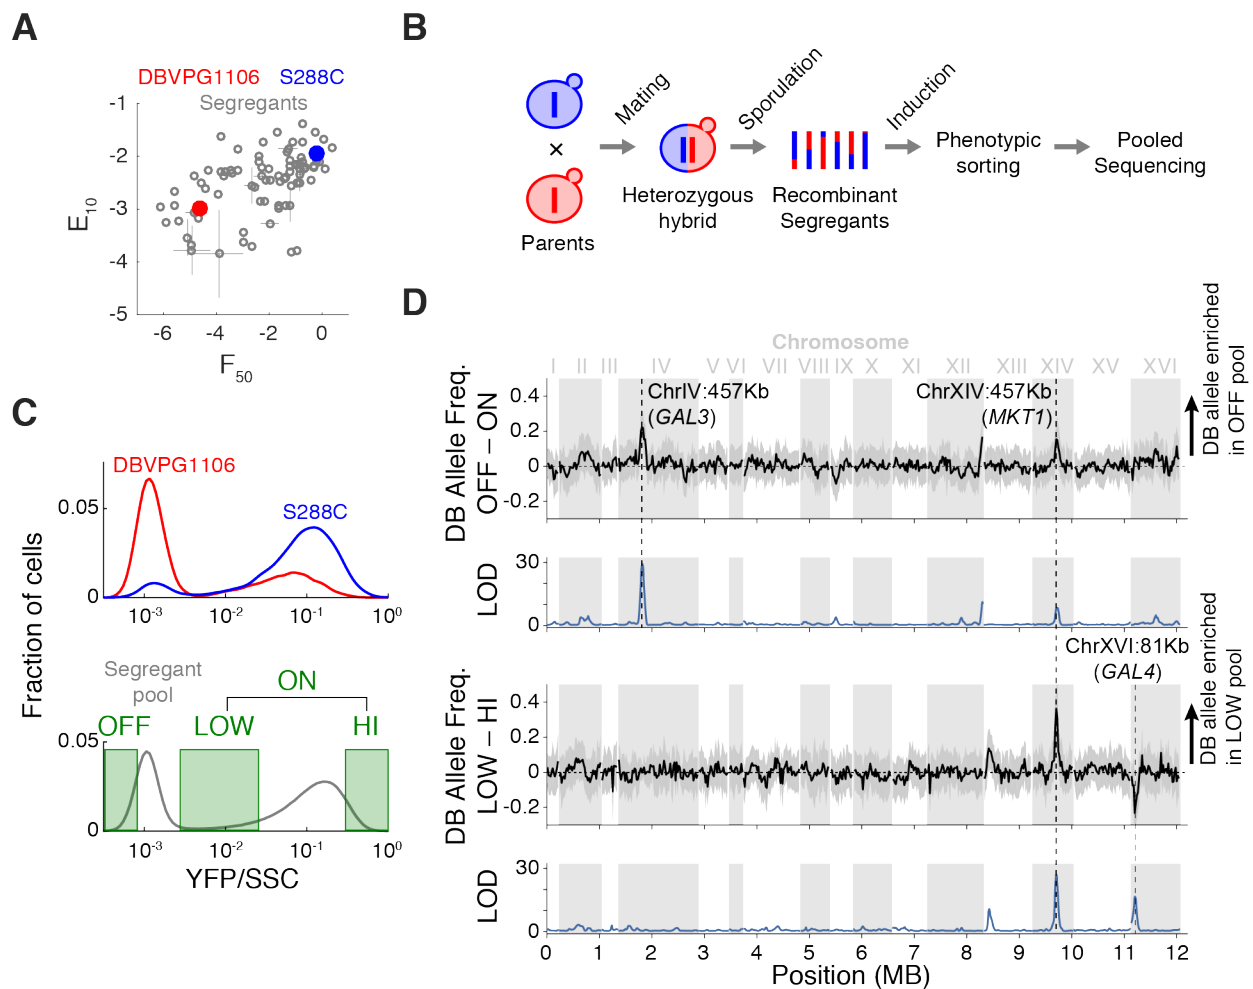 A
DBVPG1106 S288C
Segregants
-1
-2
-3
-4
-5
E10
-6 -4 -2 0
F50
B
Mating
Sporulation
Induction
×
Parents
Heterozygous
hybrid
Recombinant
Segregants
Phenotypic
sorting
Pooled
Sequencing
C
Fraction of cells
DBVPG1106
S288C
0.05
0
10-3 10-2 10-1 100
Segregant
pool
ON
OFF LOW HI
0.05
0
10-3 10-2 10-1 100
YFP/SSC
D
Chromosome
I II III IV V VI VII VIII IX X XI XII XIII XIV XV XVI
DB Allele Freq.
OFF – ON
0.4
0.2
0
-0.2
ChrIV:457Kb
(GAL3)
ChrXIV:457Kb
(MKT1)
DB allele enriched
in OFF pool
LOD
30
0
ChrXVI:81Kb
(GAL4)
DB Allele Freq.
LOW – HI
0.4
0.2
0
-0.2
DB allele enriched
in LOW pool
LOD
30
0
0 1 2 3 4 5 6 7 8 9 10 11 12
Position (MB)